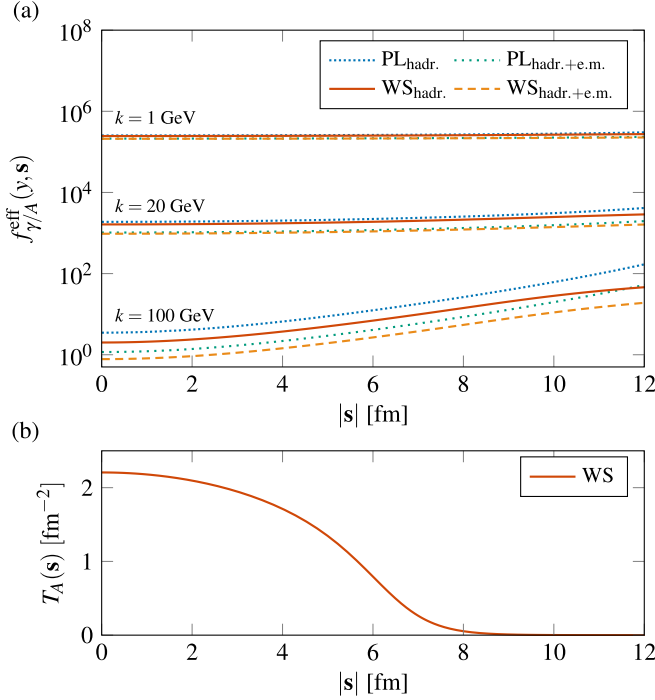 (a)
10^8
10^6
10^4
10^2
10^0
f^eff_γ/A(y,s)
PL_hadr. PL_hadr.+e.m.
WS_hadr. WS_hadr.+e.m.
k = 1 GeV
k = 20 GeV
k = 100 GeV
0 2 4 6 8 10 12
|s| [fm]
(b)
2
1
0
T_A(s) [fm^−2]
WS
0 2 4 6 8 10 12
|s| [fm]